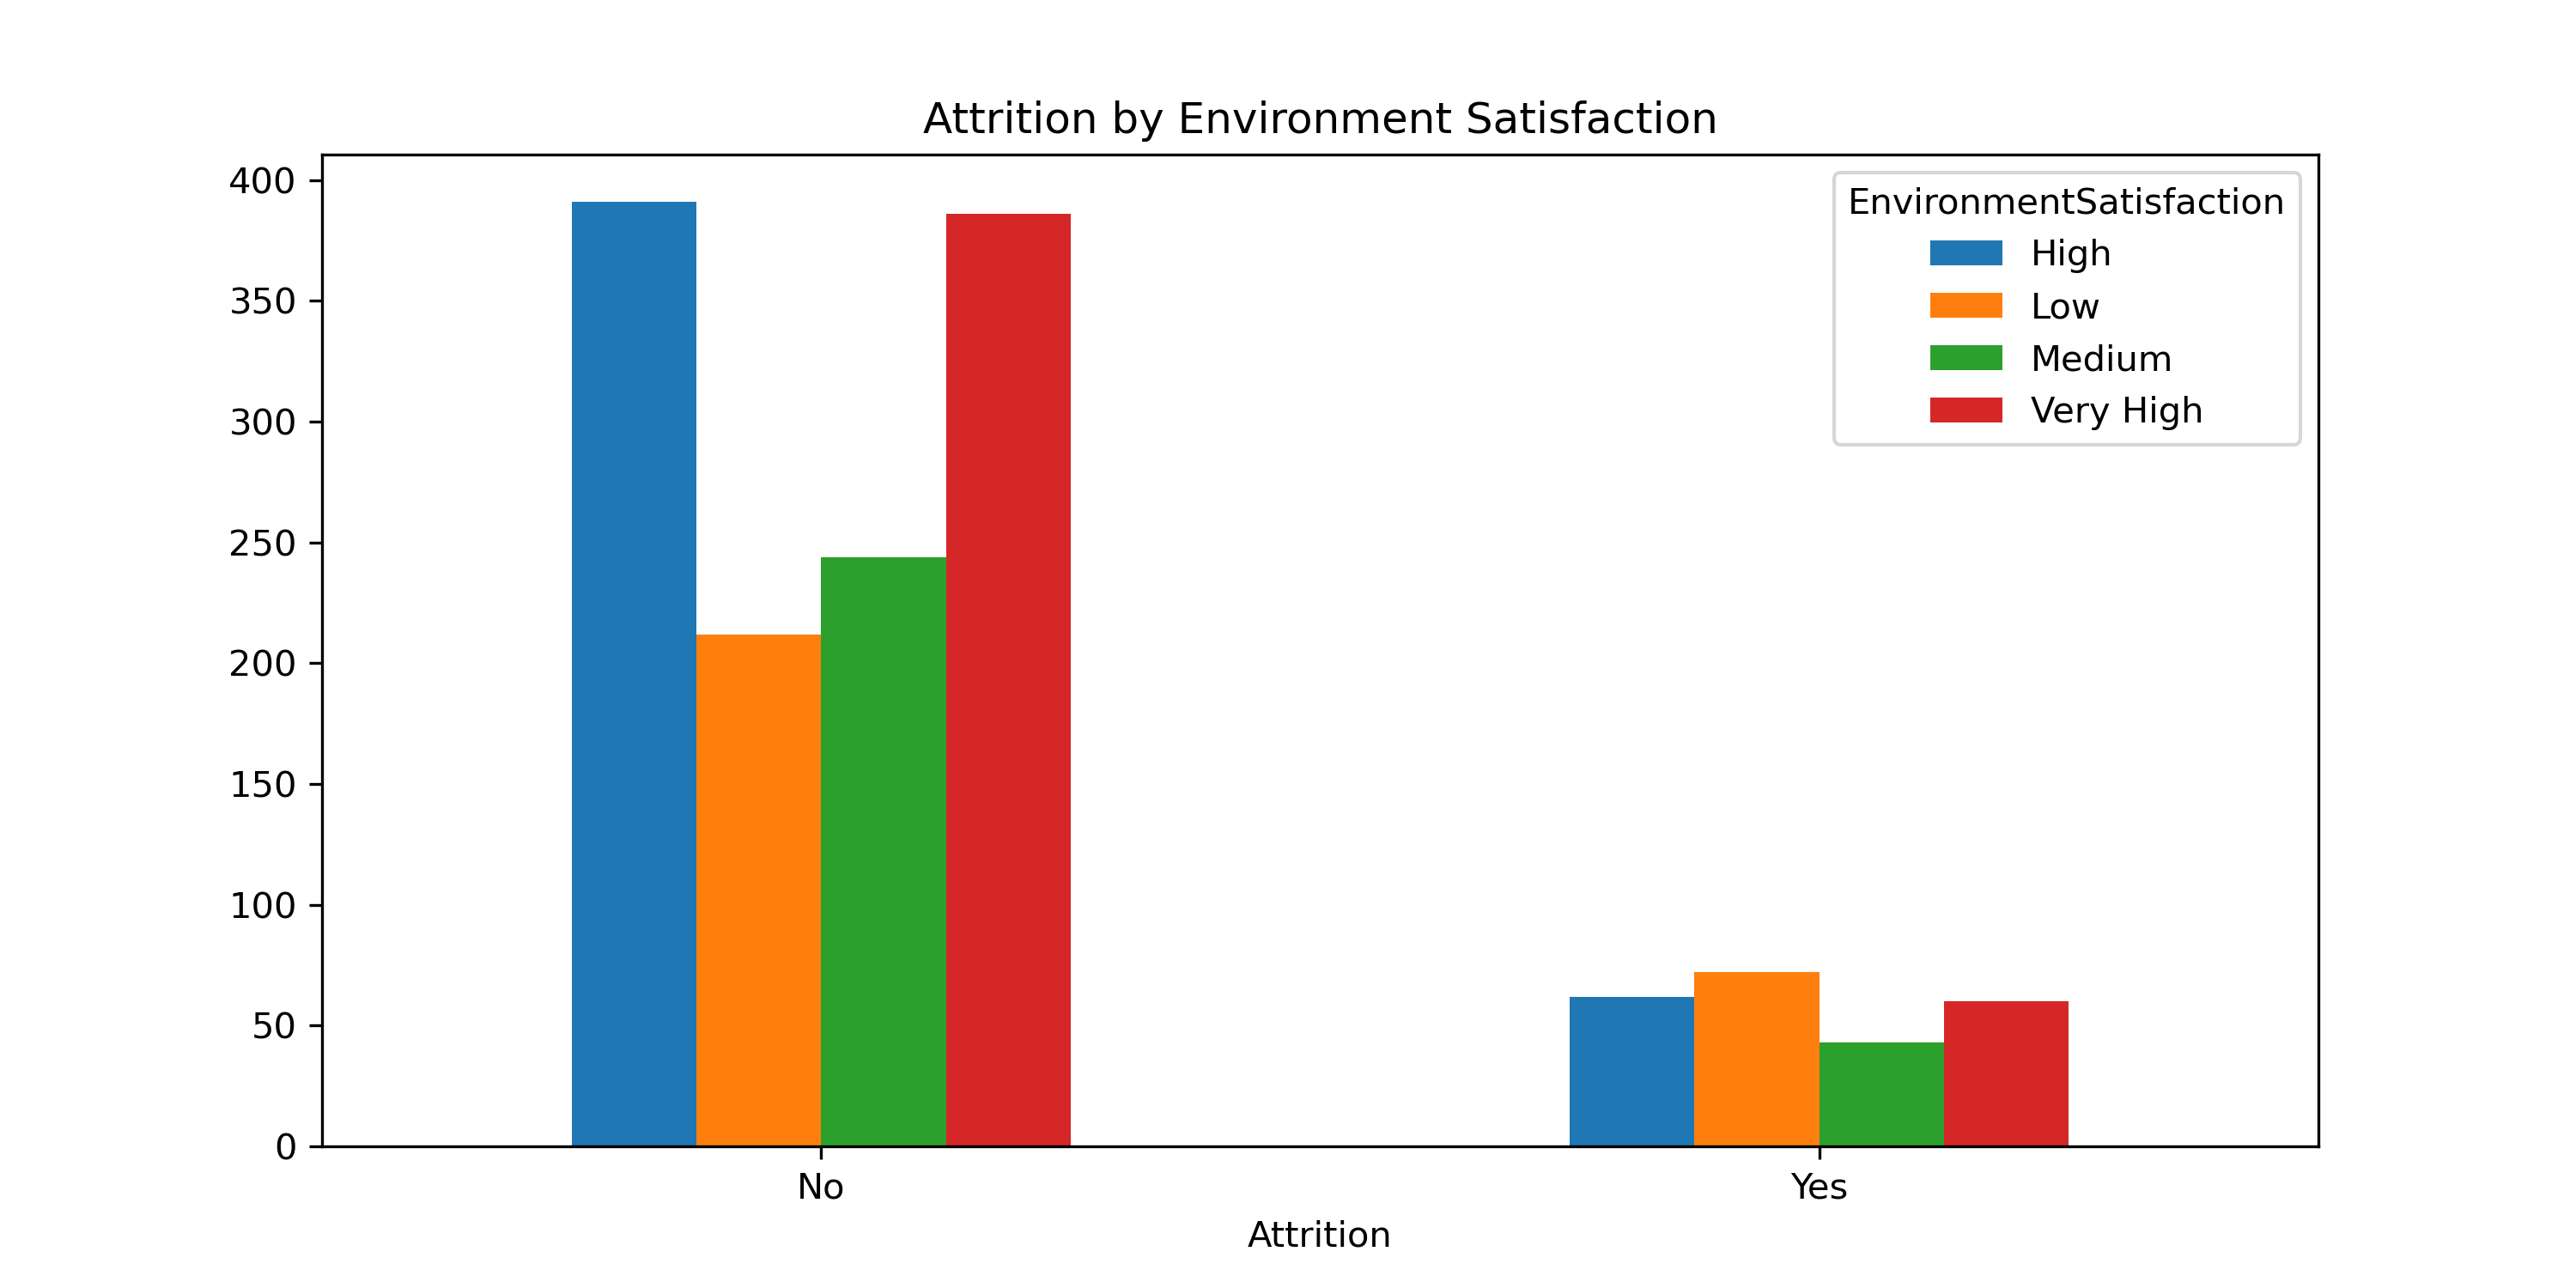 Attrition by Environment Satisfaction
400
350
300
250
200
150
100
50
0
EnvironmentSatisfaction
High
Low
Medium
Very High
No
Yes
Attrition